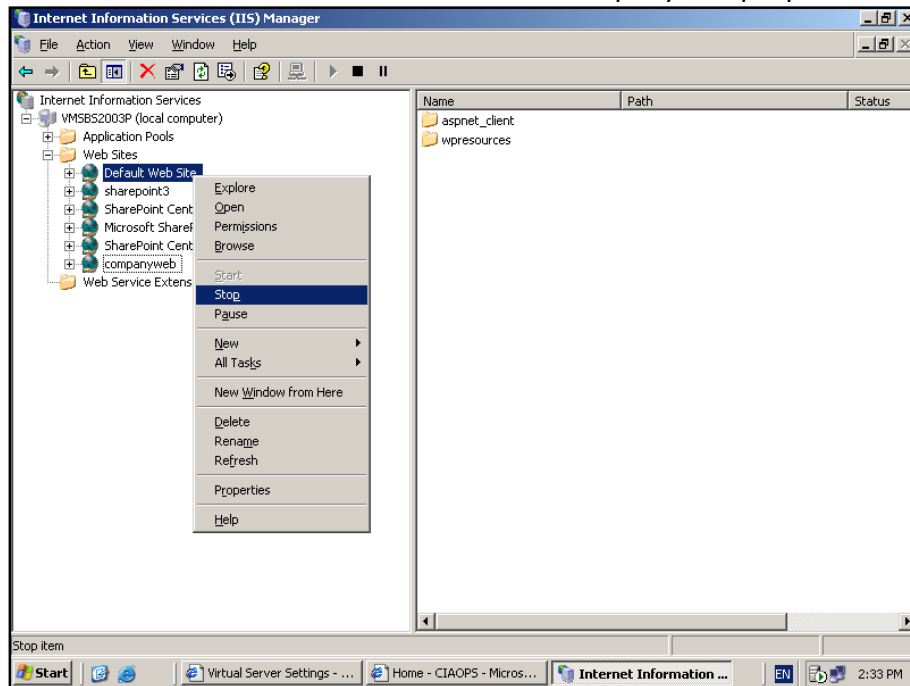 Internet Information Services (IIS) Manager
File Action View Window Help
Internet Information Services
VMSBS2003P (local computer)
Application Pools
Web Sites
Default Web Site
sharepoint3
SharePoint Cent
Microsoft Share
SharePoint Cent
companyweb
Web Service Extens
Explore
Open
Permissions
Browse
Start
Stop
Pause
New
All Tasks
New Window from Here
Delete
Rename
Refresh
Properties
Help
Name Path Status
aspnet_client
wpresources
Stop item
Start Virtual Server Settings - ... Home - CIAOPS - Micros... Internet Information ... EN 2:33 PM